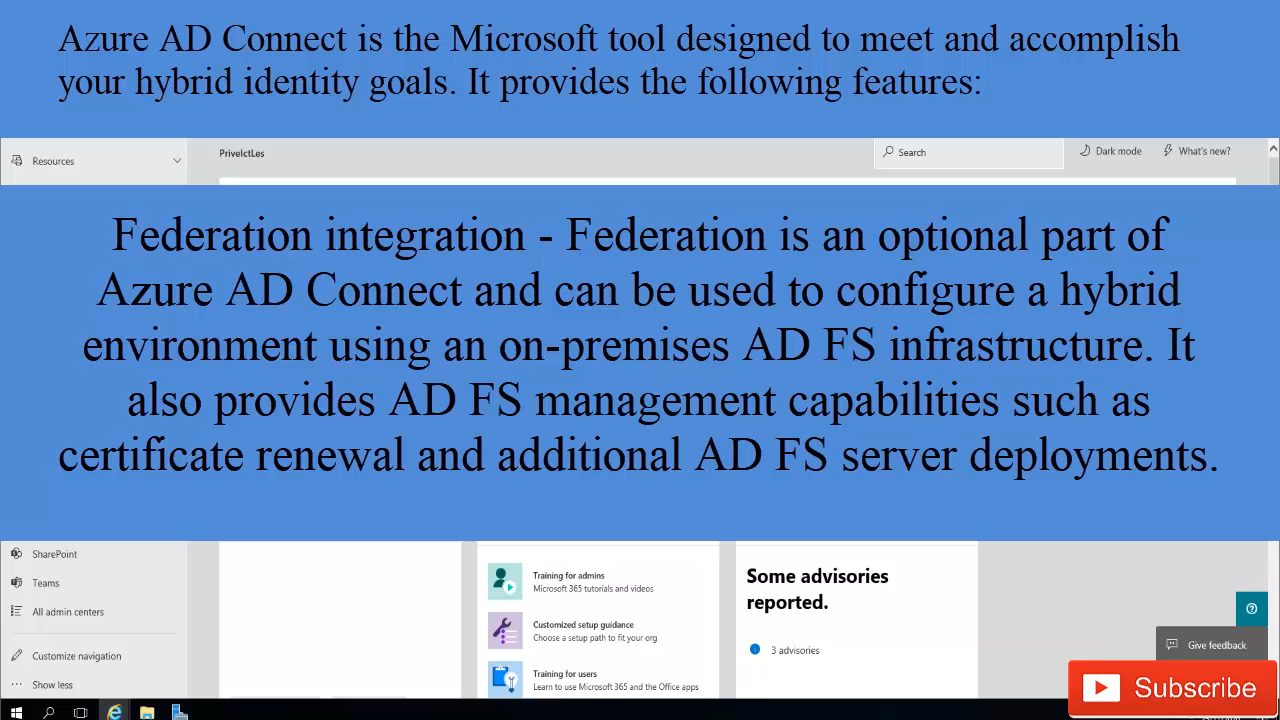 Azure AD Connect is the Microsoft tool designed to meet and accomplish
your hybrid identity goals. It provides the following features:
Resources
PriveIctLes
Search
Dark mode
What's new?
Federation integration - Federation is an optional part of
Azure AD Connect and can be used to configure a hybrid
environment using an on-premises AD FS infrastructure. It
also provides AD FS management capabilities such as
certificate renewal and additional AD FS server deployments.
SharePoint
Teams
All admin centers
Customize navigation
Show less
Training for admins
Microsoft 365 tutorials and videos
Customized setup guidance
Choose a setup path to fit your org
Training for users
Learn to use Microsoft 365 and the Office apps
Some advisories
reported.
3 advisories
Give feedback
Subscribe